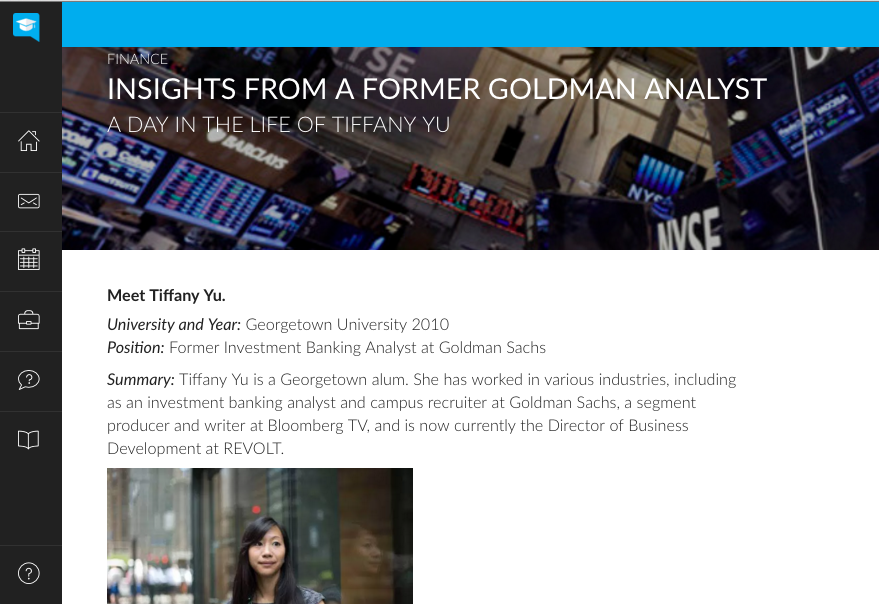 FINANCE
INSIGHTS FROM A FORMER GOLDMAN ANALYST
A DAY IN THE LIFE OF TIFFANY YU
BARCLAYS
NYSE
Meet Tiffany Yu.
University and Year: Georgetown University 2010
Position: Former Investment Banking Analyst at Goldman Sachs
Summary: Tiffany Yu is a Georgetown alum. She has worked in various industries, including
as an investment banking analyst and campus recruiter at Goldman Sachs, a segment
producer and writer at Bloomberg TV, and is now currently the Director of Business
Development at REVOLT.